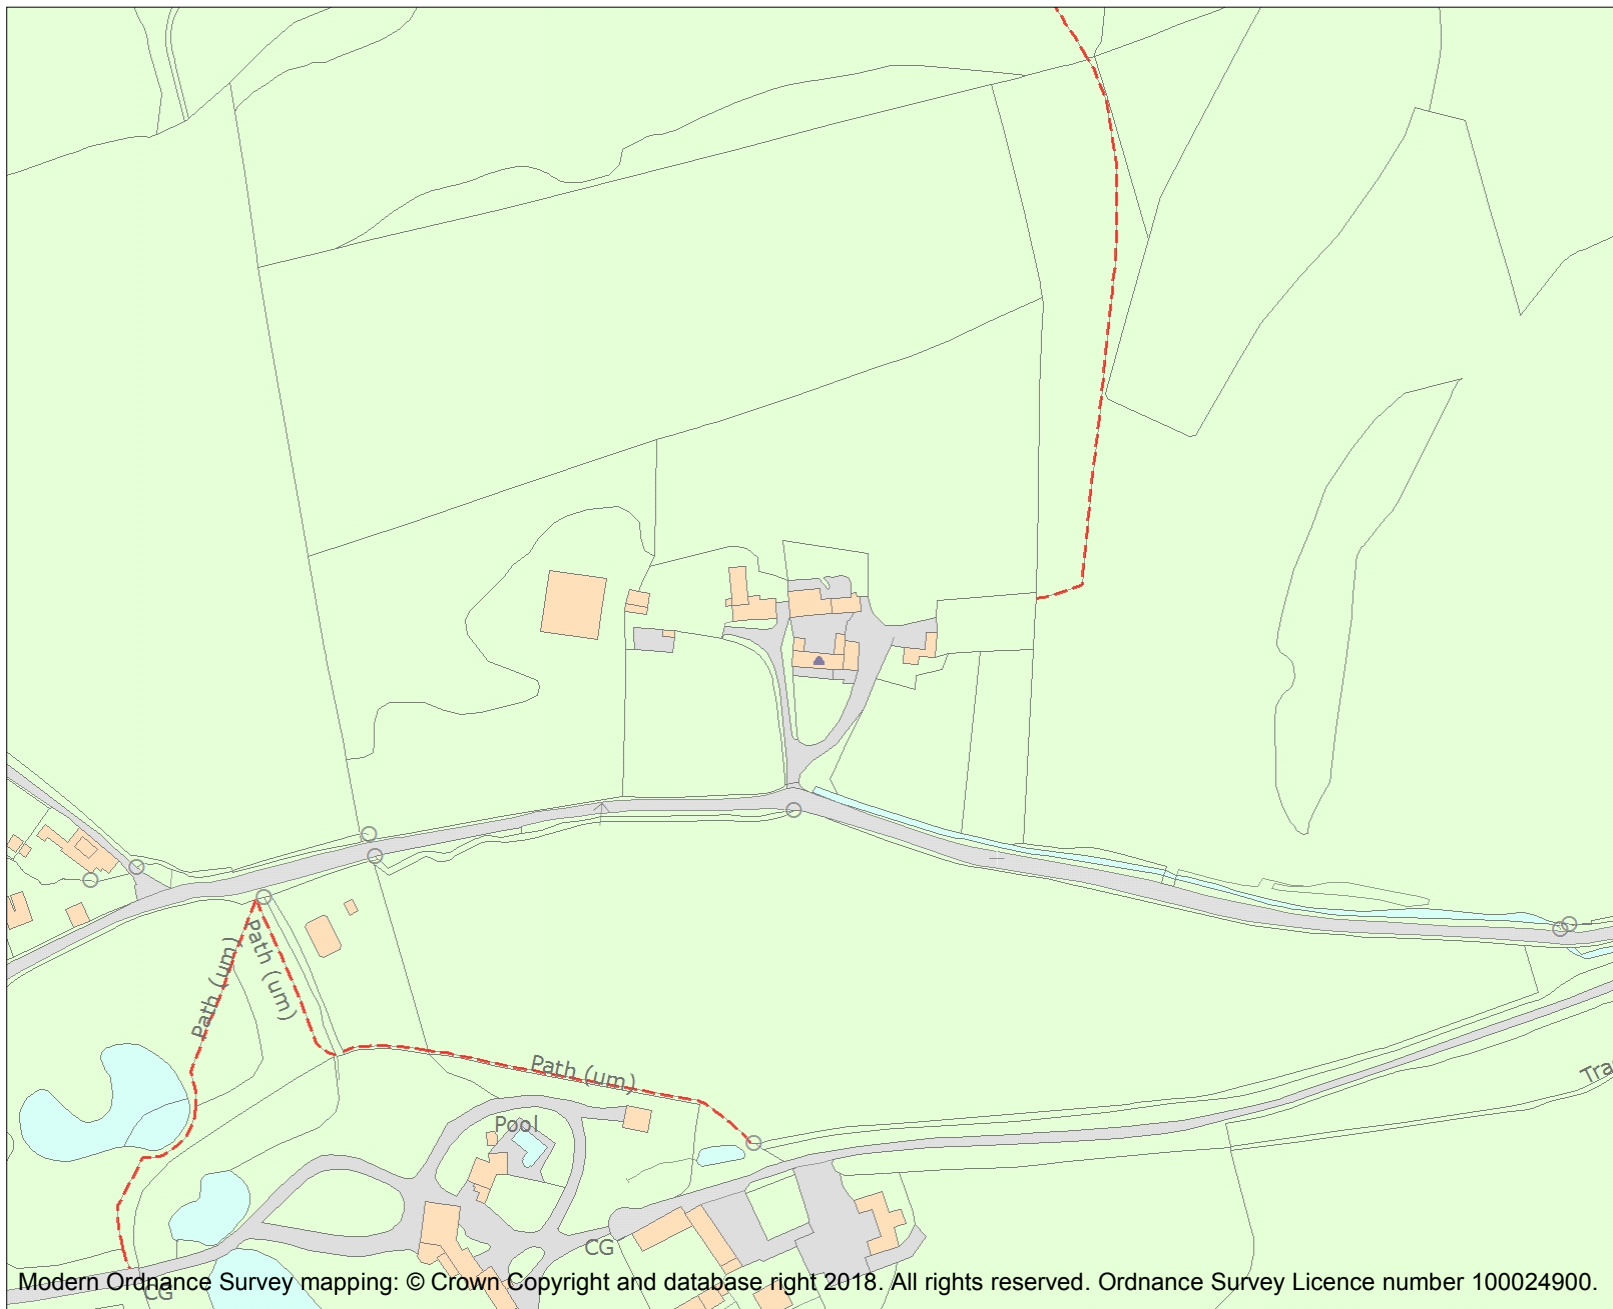 Path (um)
Path (um)
Path (um)
Tra
Pool
CG
CG
Modern Ordnance Survey mapping: © Crown Copyright and database right 2018. All rights reserved. Ordnance Survey Licence number 100024900.